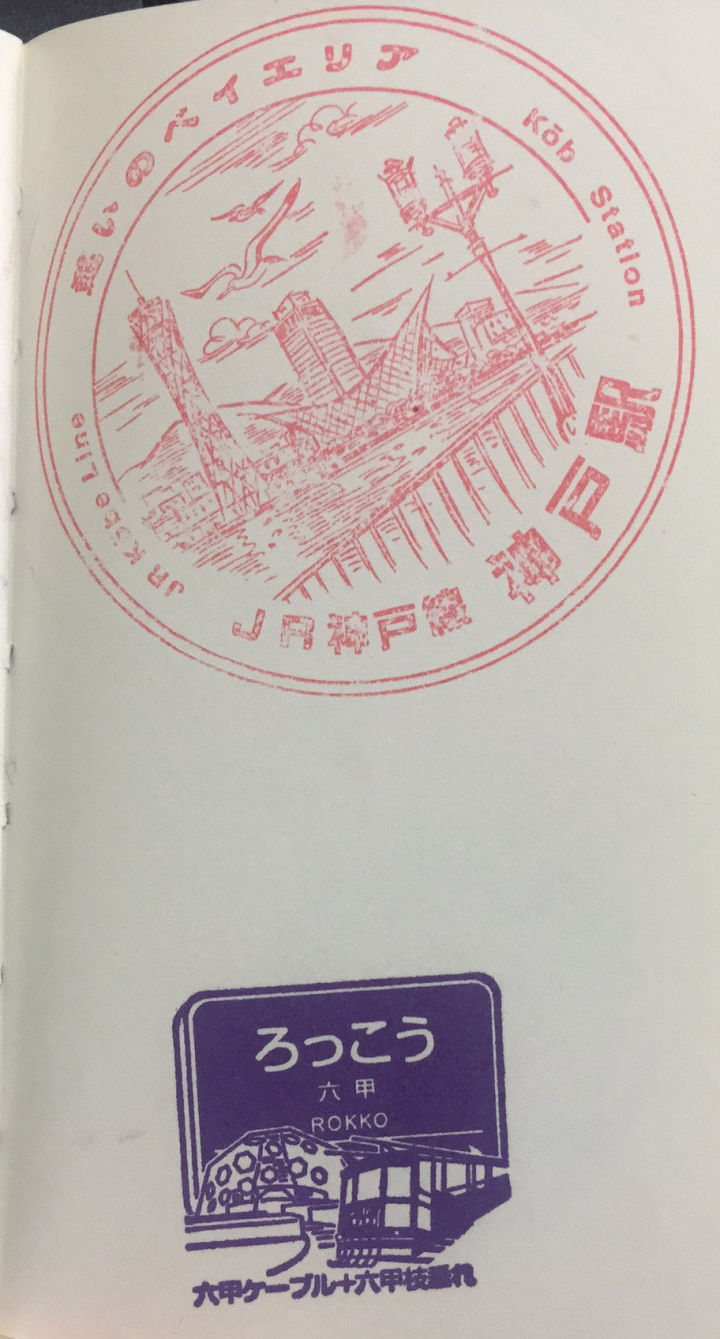 憩いのベイエリア
Kōb Station
JR Kōbe Line
JR神戸線 神戸駅
ろっこう
六甲
ROKKO
六甲ケーブル+六甲枝垂れ